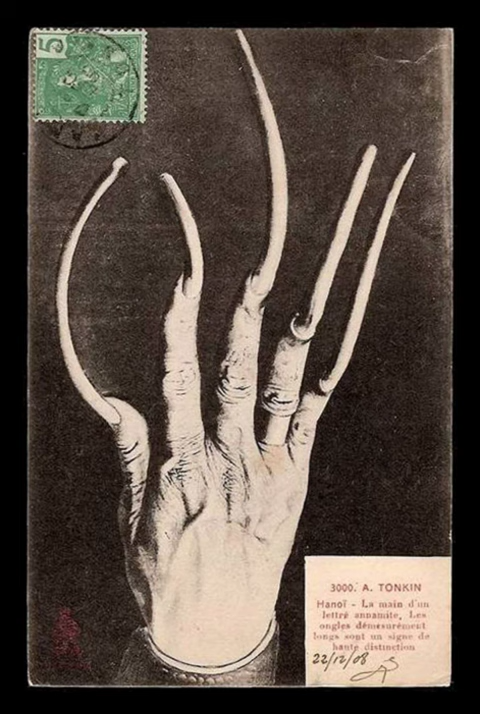 5
3000. A. TONKIN
Hanoï - La main d'un
lettré annamite, Les
ongles démesurément
longs sont un signe de
haute distinction
22/12/08